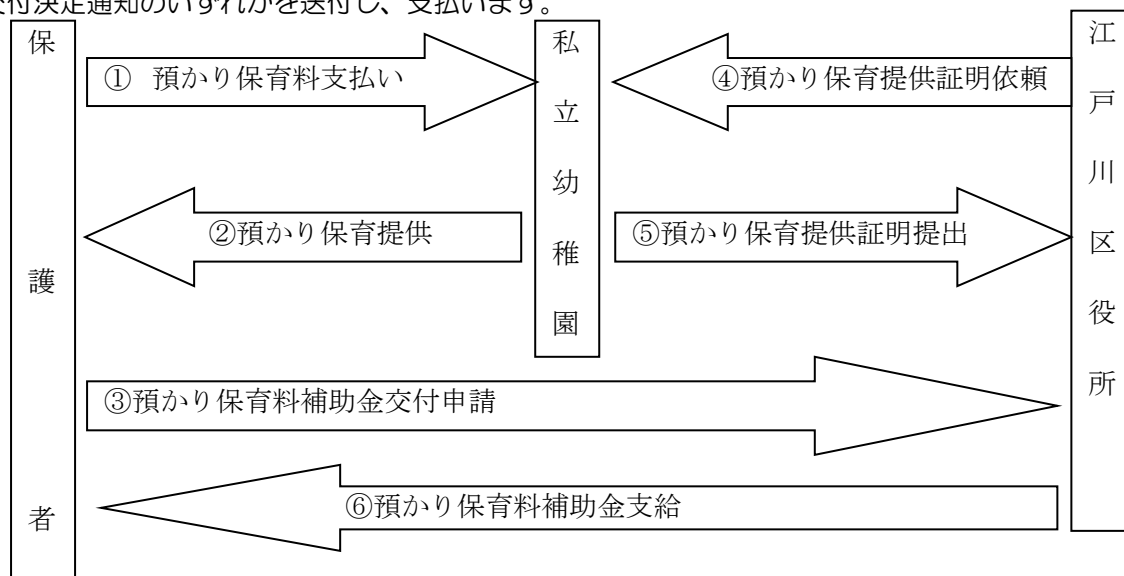 交付決定通知のいずれかを送付し、支払います。
保護者
① 預かり保育料支払い
私立幼稚園
④預かり保育提供証明依頼
江戸川区役所
②預かり保育提供
⑤預かり保育提供証明提出
③預かり保育料補助金交付申請
⑥預かり保育料補助金支給